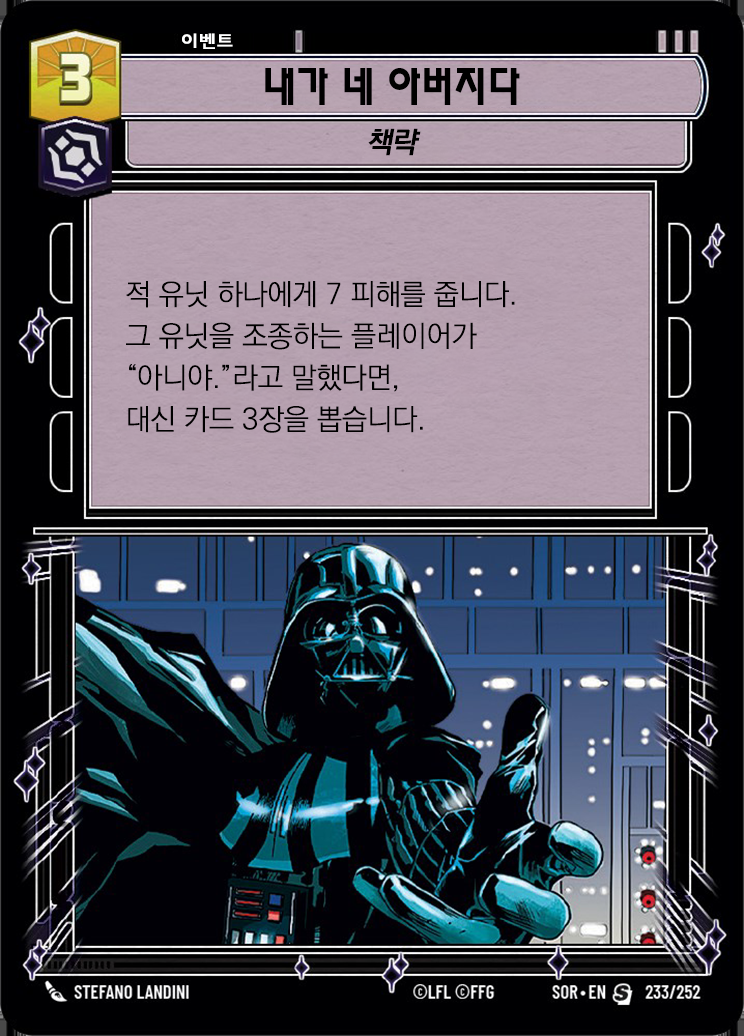 이벤트
3
내가 네 아버지다
책략
적 유닛 하나에게 7 피해를 줍니다.
그 유닛을 조종하는 플레이어가
“아니야.”라고 말했다면,
대신 카드 3장을 뽑습니다.
STEFANO LANDINI ©LFL ©FFG SOR•EN S 233/252